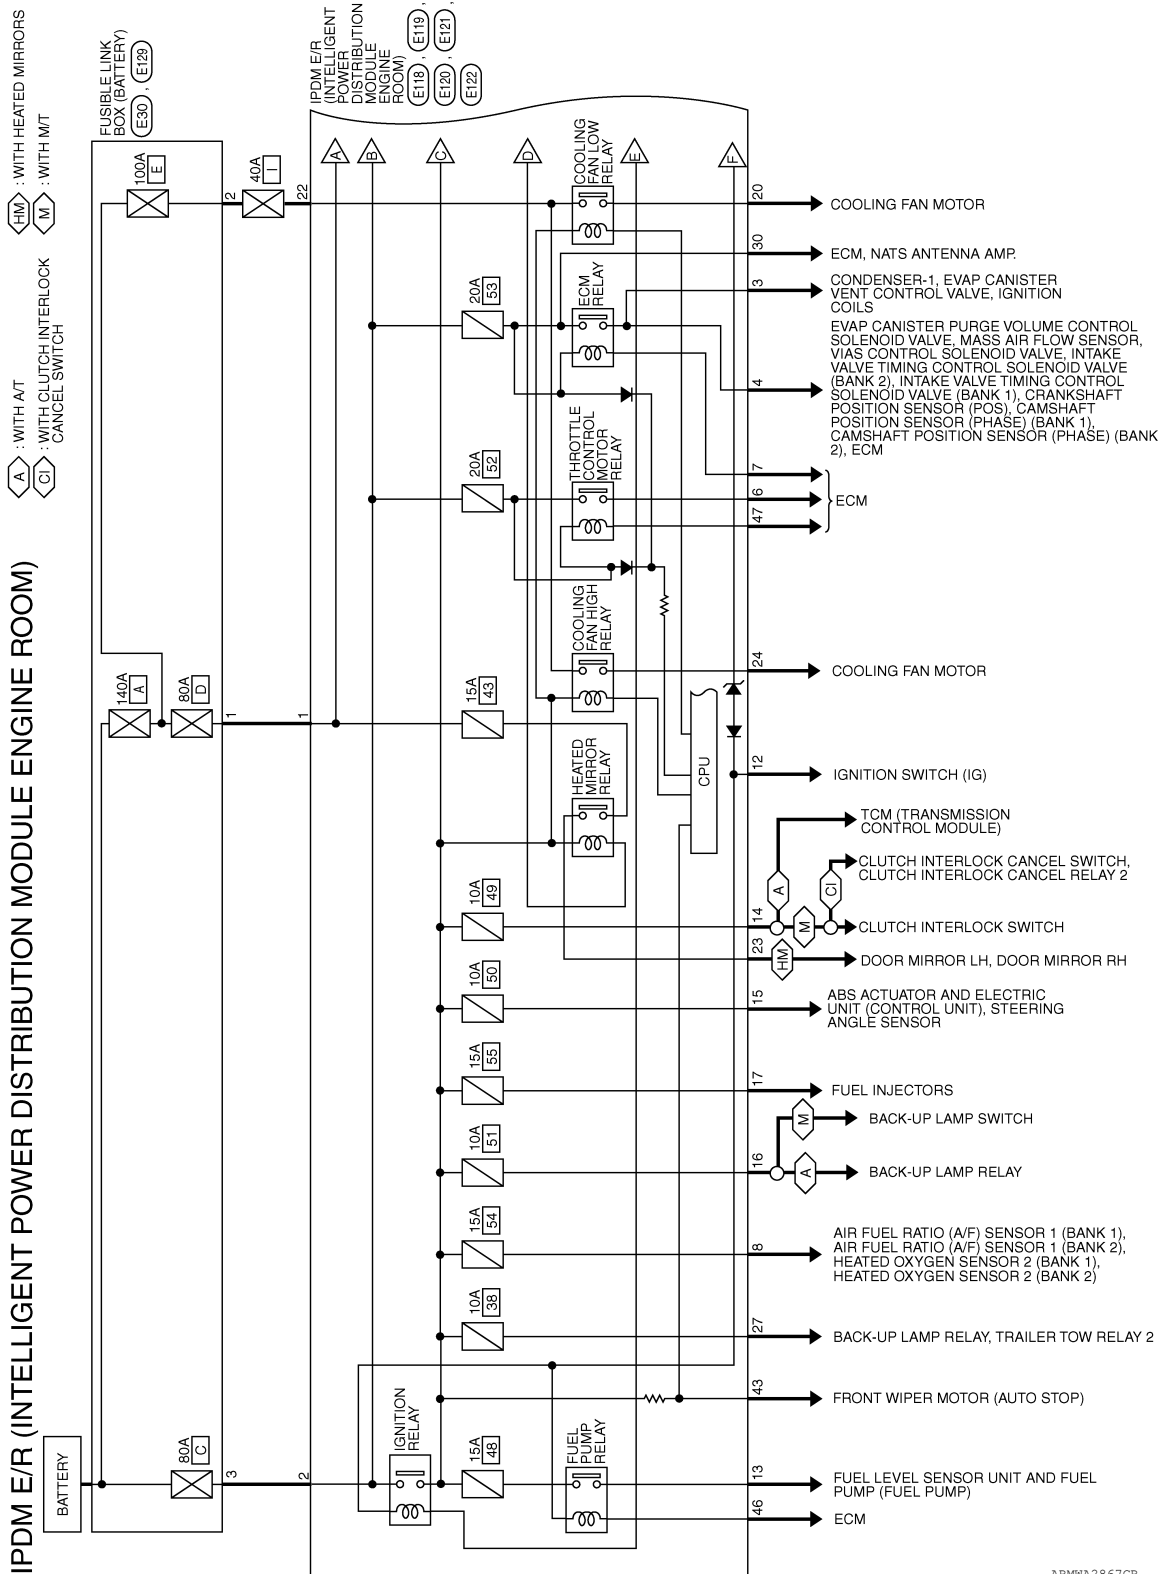 IPDM E/R (INTELLIGENT POWER DISTRIBUTION MODULE ENGINE ROOM)
A : WITH A/T
CI : WITH CLUTCH INTERLOCK
CANCEL SWITCH
HM : WITH HEATED MIRRORS
M : WITH M/T
BATTERY
FUSIBLE LINK
BOX (BATTERY)
E30 , E129
IPDM E/R
(INTELLIGENT
POWER
DISTRIBUTION
MODULE
ENGINE
ROOM)
E118 , E119 ,
E120 , E121 ,
E122
100A
E
2
40A
I
22
140A
A
80A
D
1
1
80A
C
3
2
A
B
C
D
E
F
COOLING
FAN LOW
RELAY
20
COOLING FAN MOTOR
30
ECM, NATS ANTENNA AMP.
20A
53
ECM
RELAY
3
CONDENSER-1, EVAP CANISTER
VENT CONTROL VALVE, IGNITION
COILS
4
EVAP CANISTER PURGE VOLUME CONTROL
SOLENOID VALVE, MASS AIR FLOW SENSOR,
VIAS CONTROL SOLENOID VALVE, INTAKE
VALVE TIMING CONTROL SOLENOID VALVE
(BANK 2), INTAKE VALVE TIMING CONTROL
SOLENOID VALVE (BANK 1), CRANKSHAFT
POSITION SENSOR (POS), CAMSHAFT
POSITION SENSOR (PHASE) (BANK 1),
CAMSHAFT POSITION SENSOR (PHASE) (BANK
2), ECM
20A
52
THROTTLE
CONTROL
MOTOR
RELAY
7
6
47
ECM
COOLING
FAN HIGH
RELAY
24
COOLING FAN MOTOR
15A
43
HEATED
MIRROR
RELAY
CPU
12
IGNITION SWITCH (IG)
TCM (TRANSMISSION
CONTROL MODULE)
A
CLUTCH INTERLOCK CANCEL SWITCH,
CLUTCH INTERLOCK CANCEL RELAY 2
CI
10A
49
14
M
CLUTCH INTERLOCK SWITCH
23
HM
DOOR MIRROR LH, DOOR MIRROR RH
10A
50
15
ABS ACTUATOR AND ELECTRIC
UNIT (CONTROL UNIT), STEERING
ANGLE SENSOR
15A
55
17
FUEL INJECTORS
M
BACK-UP LAMP SWITCH
10A
51
16
A
BACK-UP LAMP RELAY
15A
54
8
AIR FUEL RATIO (A/F) SENSOR 1 (BANK 1),
AIR FUEL RATIO (A/F) SENSOR 1 (BANK 2),
HEATED OXYGEN SENSOR 2 (BANK 1),
HEATED OXYGEN SENSOR 2 (BANK 2)
10A
38
27
BACK-UP LAMP RELAY, TRAILER TOW RELAY 2
43
FRONT WIPER MOTOR (AUTO STOP)
IGNITION
RELAY
15A
48
FUEL
PUMP
RELAY
13
FUEL LEVEL SENSOR UNIT AND FUEL
PUMP (FUEL PUMP)
46
ECM